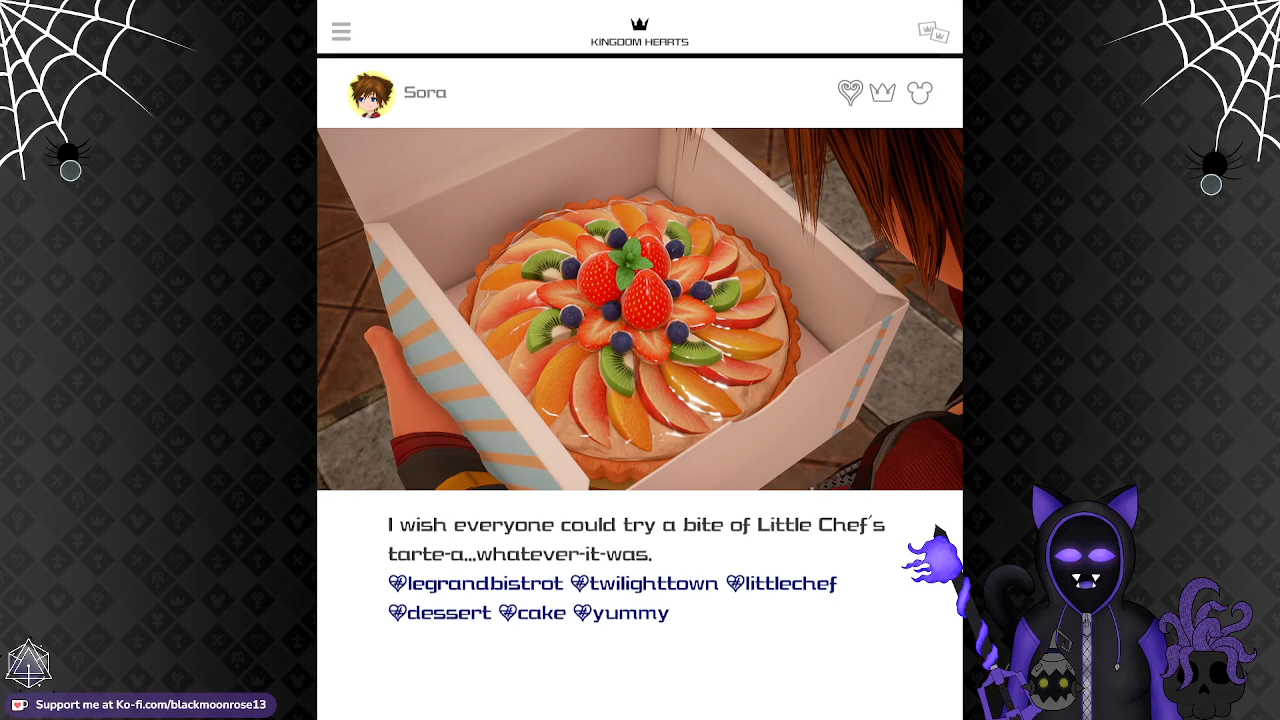 KINGDOM HEARTS
Sora
I wish everyone could try a bite of Little Chef's
tarte-a...whatever-it-was.
#legrandbistrot #twilighttown #littlechef
#dessert #cake #yummy
Support me at Ko-fi.com/blackmoonrose13